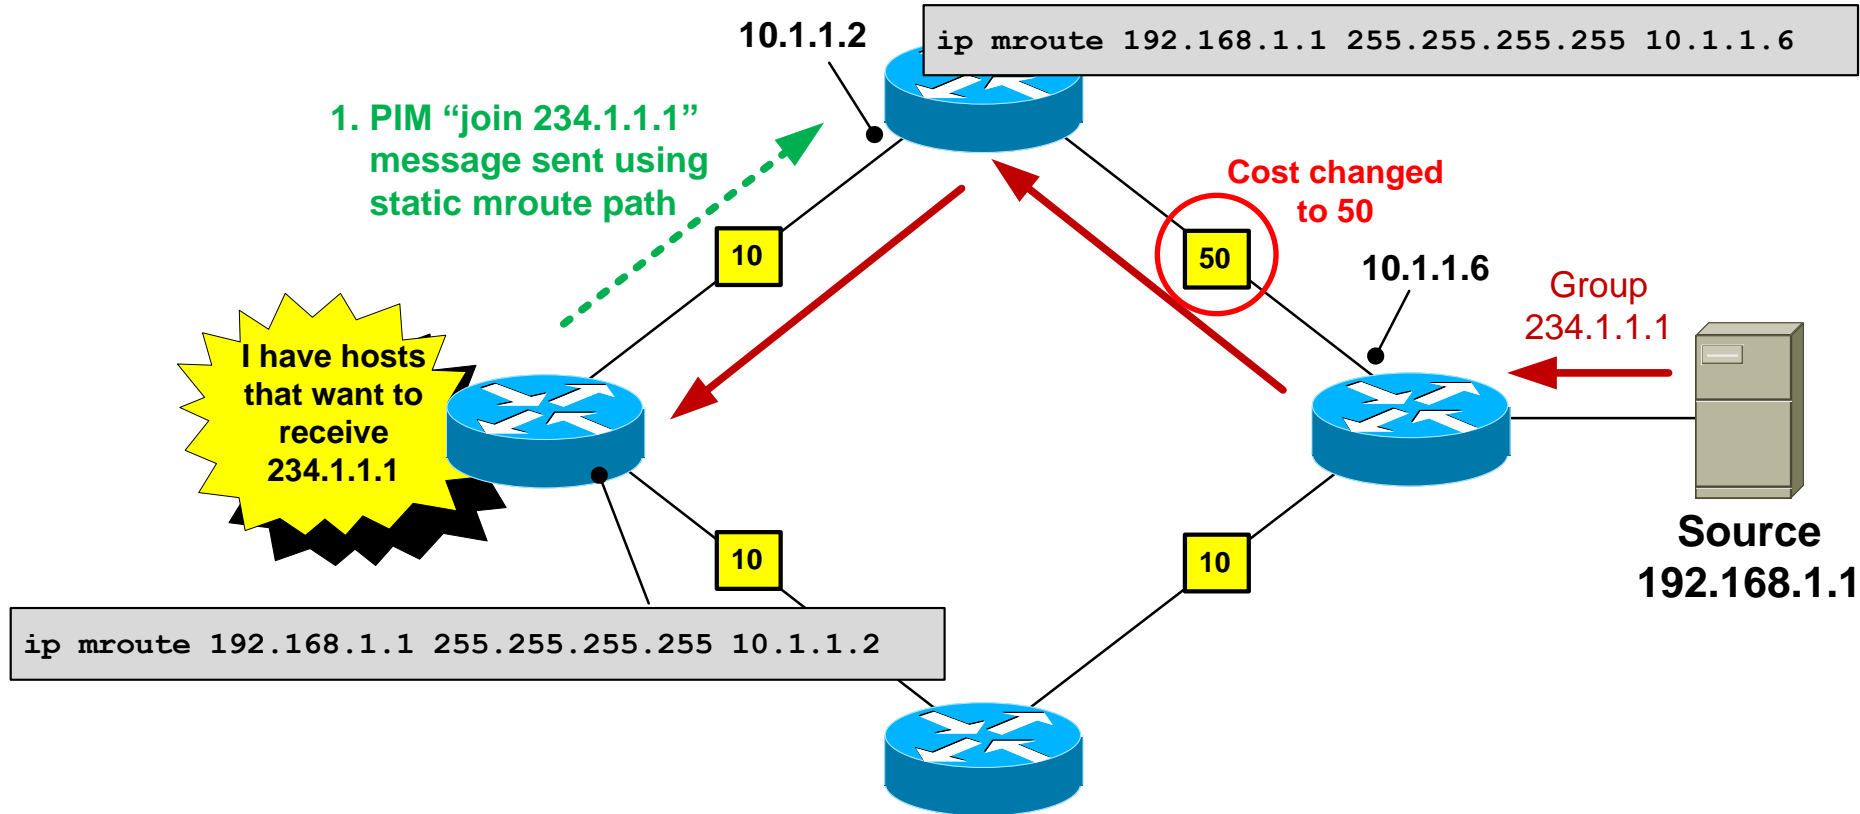 10.1.1.2
ip mroute 192.168.1.1 255.255.255.255 10.1.1.6
1. PIM “join 234.1.1.1”
message sent using
static mroute path
Cost changed
to 50
10
50
10.1.1.6
Group
234.1.1.1
I have hosts
that want to
receive
234.1.1.1
10
10
Source
192.168.1.1
ip mroute 192.168.1.1 255.255.255.255 10.1.1.2